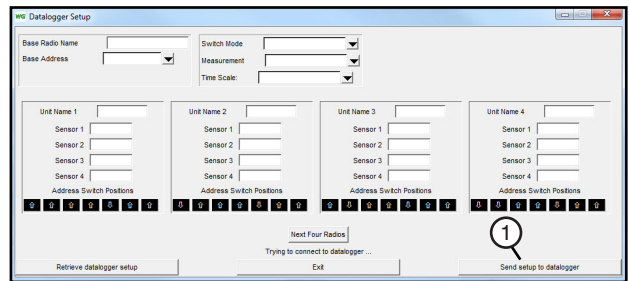 WG Datalogger Setup
Base Radio Name
Base Address
Switch Mode
Measurement
Time Scale:
Unit Name 1
Sensor 1
Sensor 2
Sensor 3
Sensor 4
Address Switch Positions
Unit Name 2
Sensor 1
Sensor 2
Sensor 3
Sensor 4
Address Switch Positions
Unit Name 3
Sensor 1
Sensor 2
Sensor 3
Sensor 4
Address Switch Positions
Unit Name 4
Sensor 1
Sensor 2
Sensor 3
Sensor 4
Address Switch Positions
Next Four Radios
Trying to connect to datalogger ...
1
Retrieve datalogger setup
Exit
Send setup to datalogger